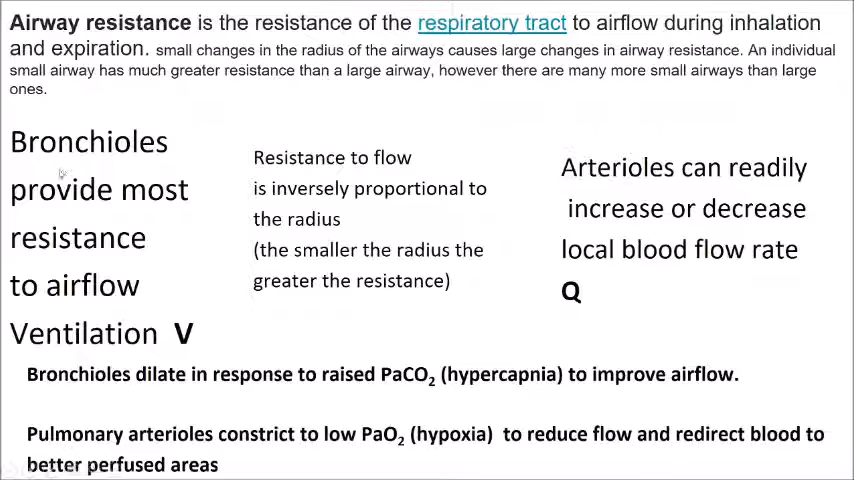 Airway resistance is the resistance of the respiratory tract to airflow during inhalation
and expiration. small changes in the radius of the airways causes large changes in airway resistance. An individual
small airway has much greater resistance than a large airway, however there are many more small airways than large
ones.
Bronchioles
provide most
resistance
to airflow
Ventilation V
Resistance to flow
is inversely proportional to
the radius
(the smaller the radius the
greater the resistance)
Arterioles can readily
increase or decrease
local blood flow rate
Q
Bronchioles dilate in response to raised PaCO₂ (hypercapnia) to improve airflow.
Pulmonary arterioles constrict to low PaO₂ (hypoxia) to reduce flow and redirect blood to
better perfused areas